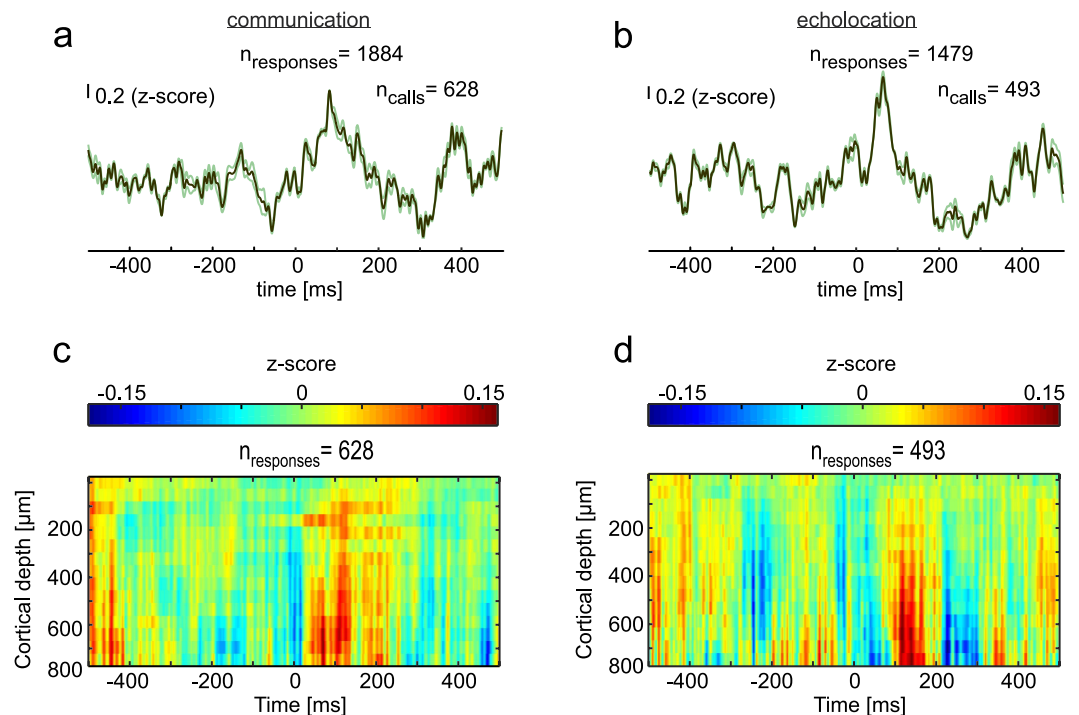 communication
a
n_responses = 1884
0.2 (z-score)
n_calls = 628
-400 -200 0 200 400
time [ms]
echolocation
b
n_responses = 1479
0.2 (z-score)
n_calls = 493
-400 -200 0 200 400
time [ms]
c
z-score
-0.15 0 0.15
n_responses = 628
Cortical depth [µm]
200
400
600
800
-400 -200 0 200 400
Time [ms]
d
z-score
-0.15 0 0.15
n_responses = 493
Cortical depth [µm]
200
400
600
800
-400 -200 0 200 400
Time [ms]